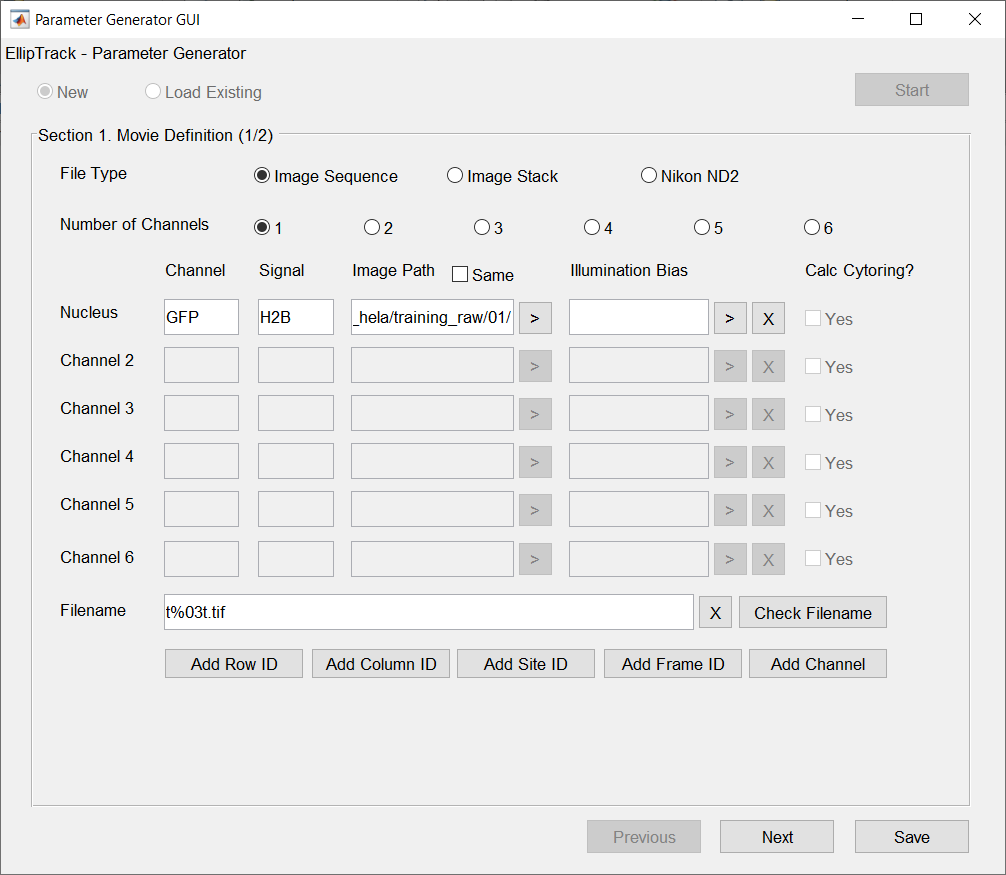 Parameter Generator GUI
EllipTrack - Parameter Generator
New Load Existing Start
Section 1. Movie Definition (1/2)
File Type Image Sequence Image Stack Nikon ND2
Number of Channels 1 2 3 4 5 6
Channel Signal Image Path Same Illumination Bias Calc Cytoring?
Nucleus GFP H2B _hela/training_raw/01/ > > X Yes
Channel 2 > > X Yes
Channel 3 > > X Yes
Channel 4 > > X Yes
Channel 5 > > X Yes
Channel 6 > > X Yes
Filename t%03t.tif X Check Filename
Add Row ID Add Column ID Add Site ID Add Frame ID Add Channel
Previous Next Save